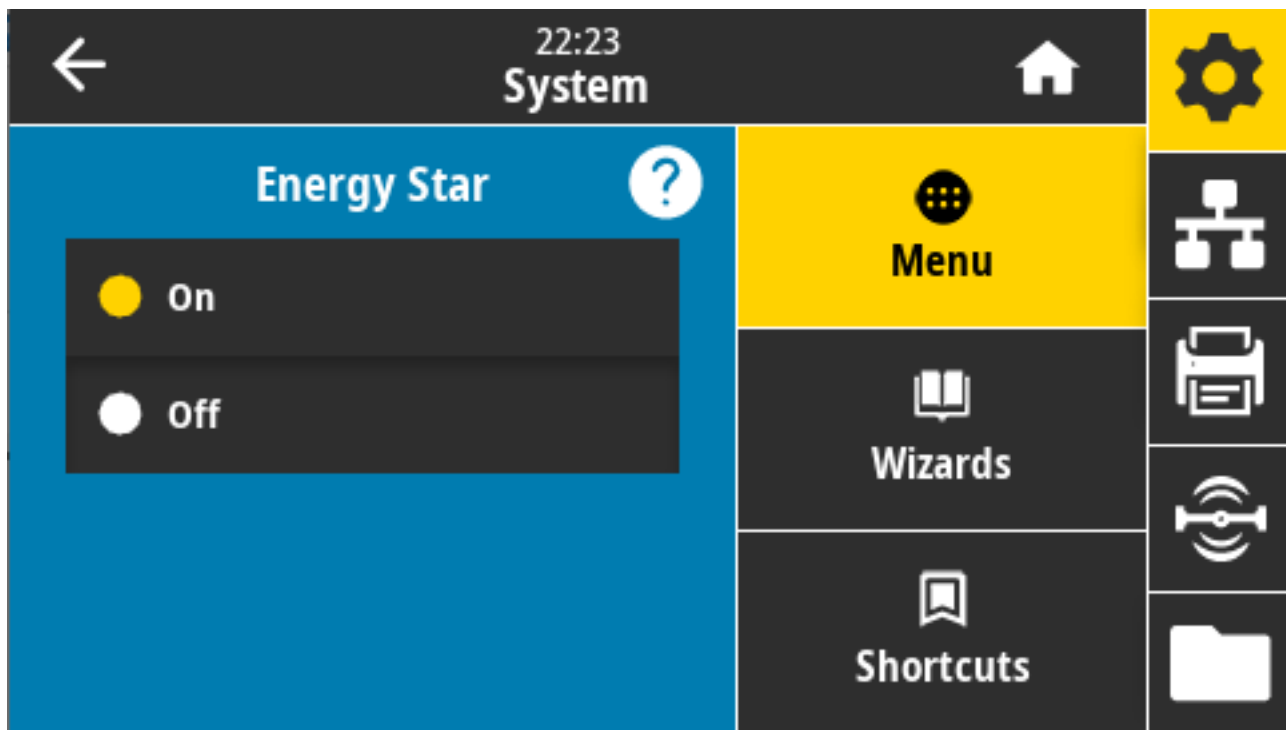 22:23
System
Energy Star
?
On
Off
Menu
Wizards
Shortcuts